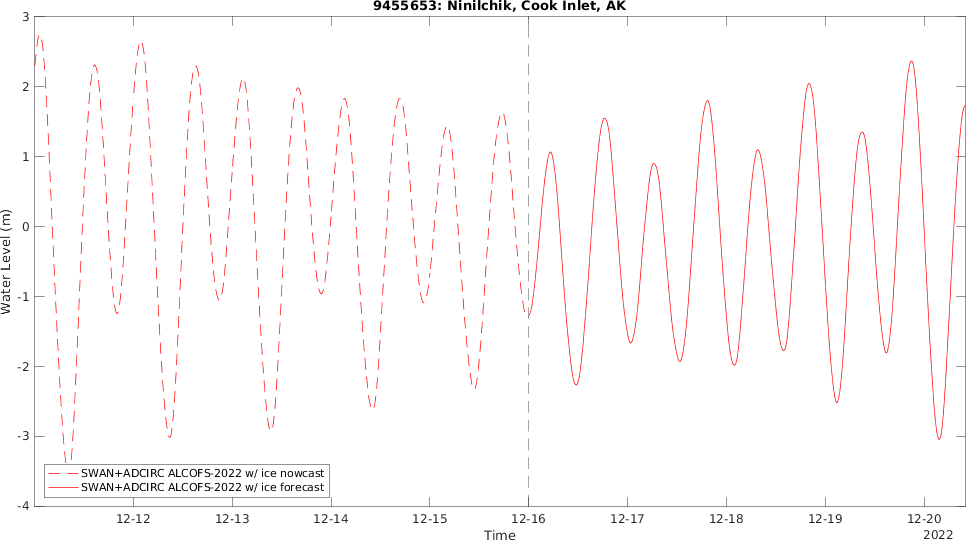 9455653: Ninilchik, Cook Inlet, AK
3
2
1
0
-1
-2
-3
-4
Water Level (m)
SWAN+ADCIRC ALCOFS-2022 w/ ice nowcast
SWAN+ADCIRC ALCOFS-2022 w/ ice forecast
12-12 12-13 12-14 12-15 12-16 12-17 12-18 12-19 12-20
Time 2022